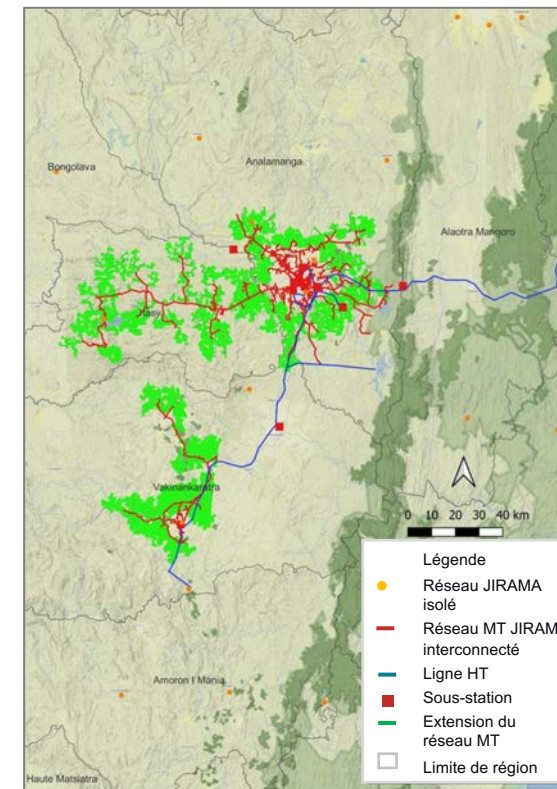 Bongolava
Analamanga
Alaotra Mangoro
Itasy
Vakinankaratra
0 10 20 30 40 km
Légende
Réseau JIRAMA
isolé
Réseau MT JIRAM
interconnecté
Ligne HT
Sous-station
Extension du
réseau MT
Limite de région
Amoron I Mania
Haute Matsiatra